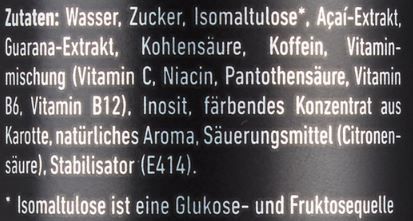 Zutaten: Wasser, Zucker, Isomaltulose*, Açaí-Extrakt,
Guarana-Extrakt, Kohlensäure, Koffein, Vitamin-
mischung (Vitamin C, Niacin, Pantothensäure, Vitamin
B6, Vitamin B12), Inosit, färbendes Konzentrat aus
Karotte, natürliches Aroma, Säuerungsmittel (Citronen-
säure), Stabilisator (E414).
* Isomaltulose ist eine Glukose- und Fruktosequelle